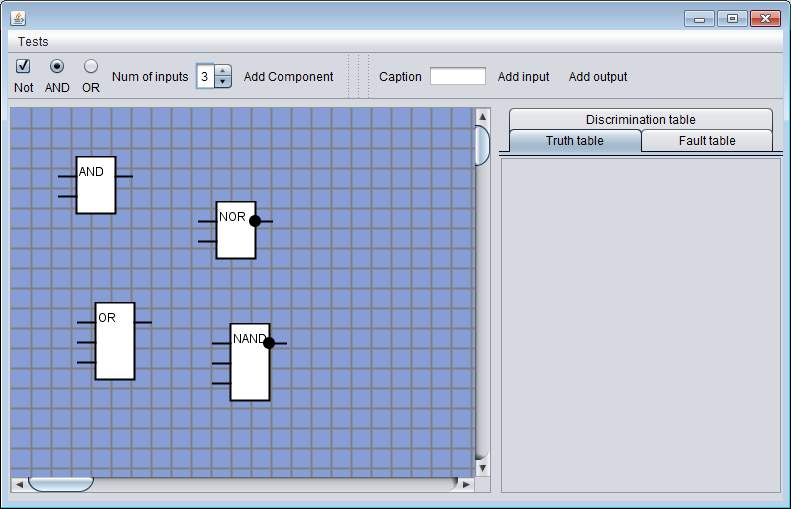 Tests
Not AND OR Num of inputs 3 Add Component Caption Add input Add output
Discrimination table
Truth table Fault table
AND
NOR
OR
NAND